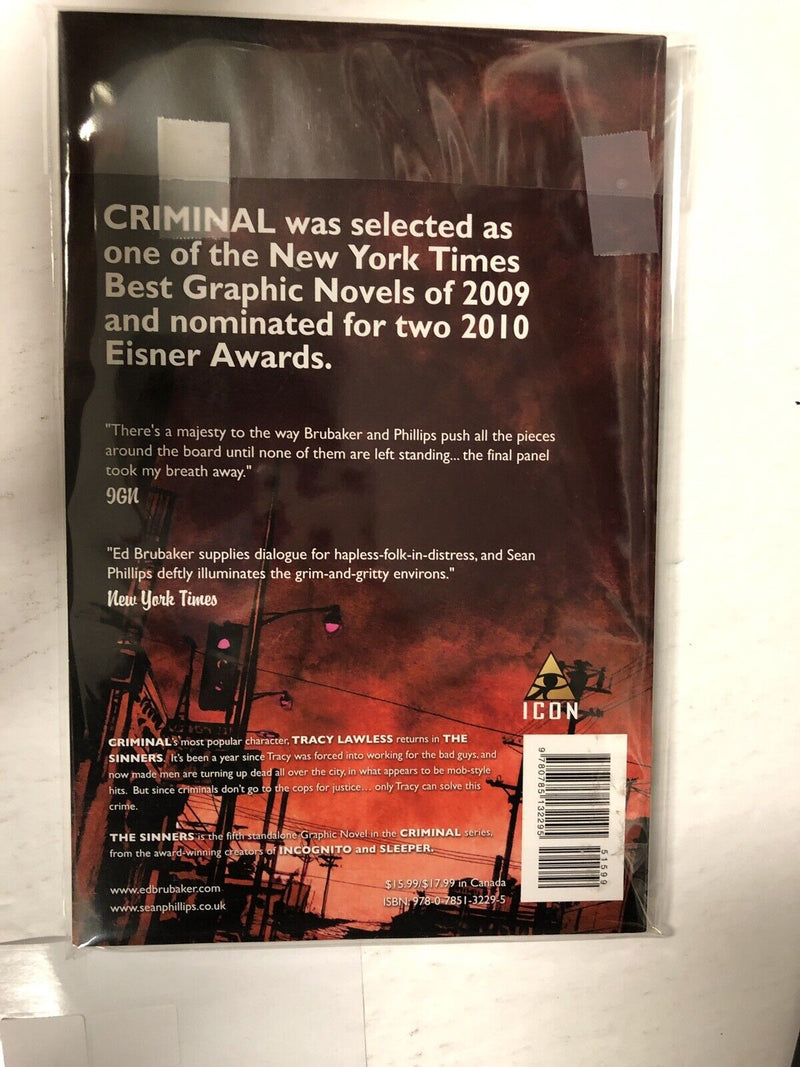 CRIMINAL was selected as
one of the New York Times
Best Graphic Novels of 2009
and nominated for two 2010
Eisner Awards.
"There's a majesty to the way Brubaker and Phillips push all the pieces
around the board until none of them are left standing... the final panel
took my breath away."
IGN
"Ed Brubaker supplies dialogue for hapless-folk-in-distress, and Sean
Phillips deftly illuminates the grim-and-gritty environs."
New York Times
ICON
CRIMINAL's most popular character, TRACY LAWLESS returns in THE
SINNERS. It's been a year since Tracy was forced into working for the bad guys, and
now made men are turning up dead all over the city, in what appears to be mob-style
hits. But since criminals don't go to the cops for justice... only Tracy can solve this
crime.
THE SINNERS is the fifth standalone Graphic Novel in the CRIMINAL series,
from the award-winning creators of INCOGNITO and SLEEPER.
www.edbrubaker.com
www.seanphillips.co.uk
$15.99/$17.99 in Canada
ISBN: 978-0-7851-3229-5
9780785132295
51599